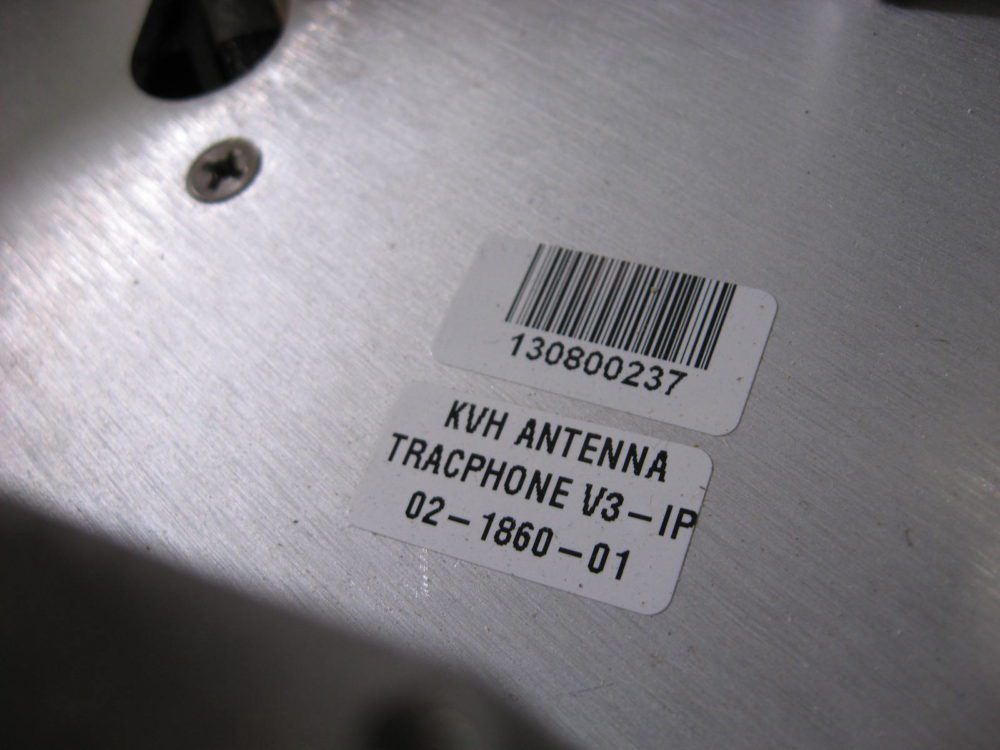 130800237
KVH ANTENNA
TRACPHONE V3-IP
02-1860-01